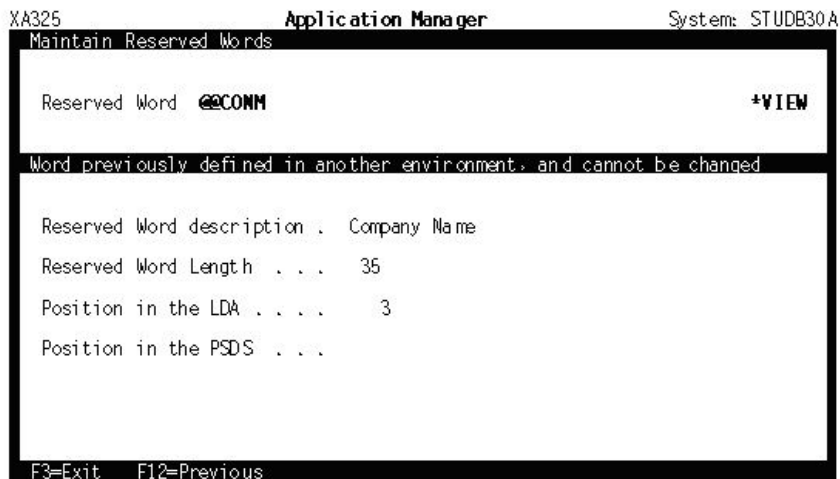 XA325 Application Manager System: STUDB30A
Maintain Reserved Words
Reserved Word @@CONM *VIEW
Word previously defined in another environment, and cannot be changed
Reserved Word description . Company Name
Reserved Word Length . . . 35
Position in the LDA . . . . 3
Position in the PSDS . . .
F3=Exit F12=Previous